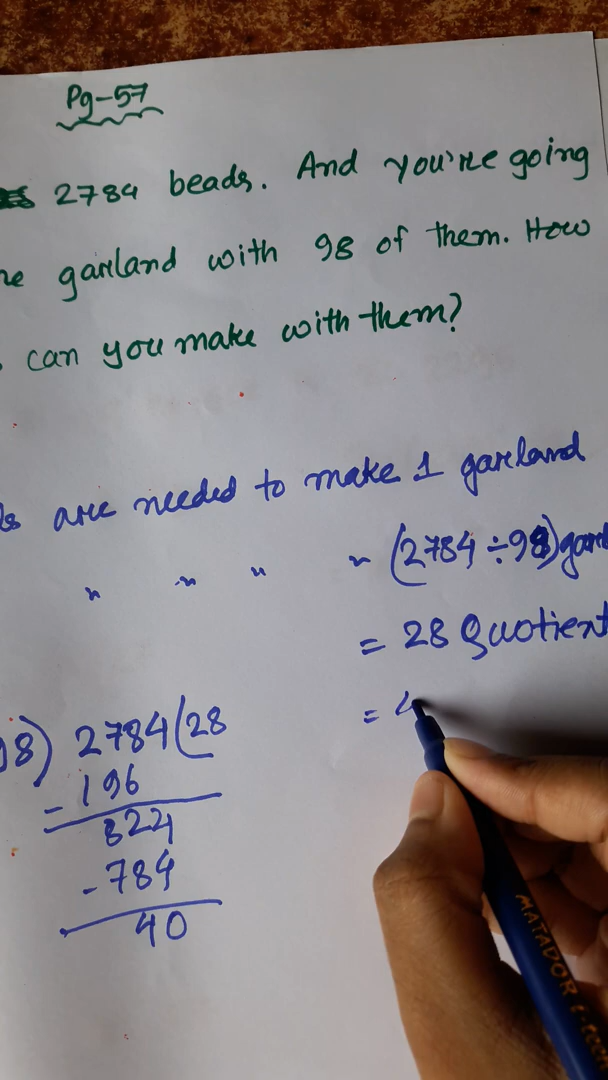 Pg-57
2784 beads. And you're going
garland with 98 of them. How
can you make with them?
are needed to make 1 garland
" " " " (2784÷98)
= 28 Quotient
= 4
98) 2784(28
- 196
824
- 784
40
MATADOR